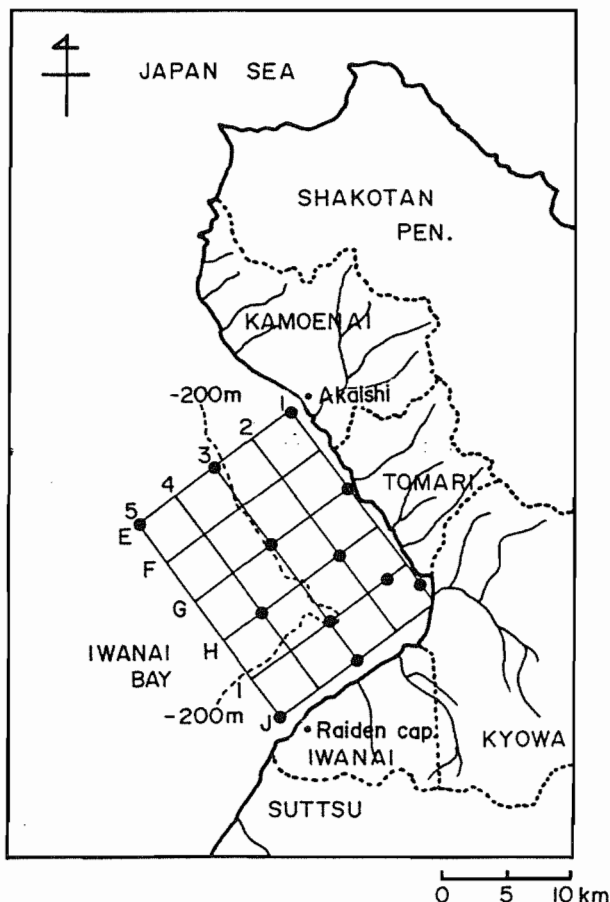 JAPAN SEA
SHAKOTAN
PEN.
KAMOENAI
-200m
Akaishi
1
2
3
TOMARI
4
5
E
F
G
H
IWANAI
BAY
I
-200m
J
Raiden cap.
KYOWA
IWANAI
SUTTSU
0 5 10 km